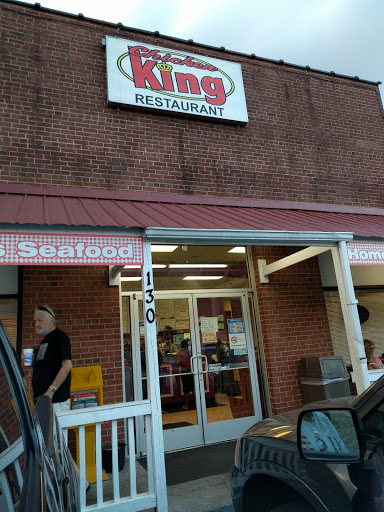 Chicken
King
RESTAURANT
Seafood
130